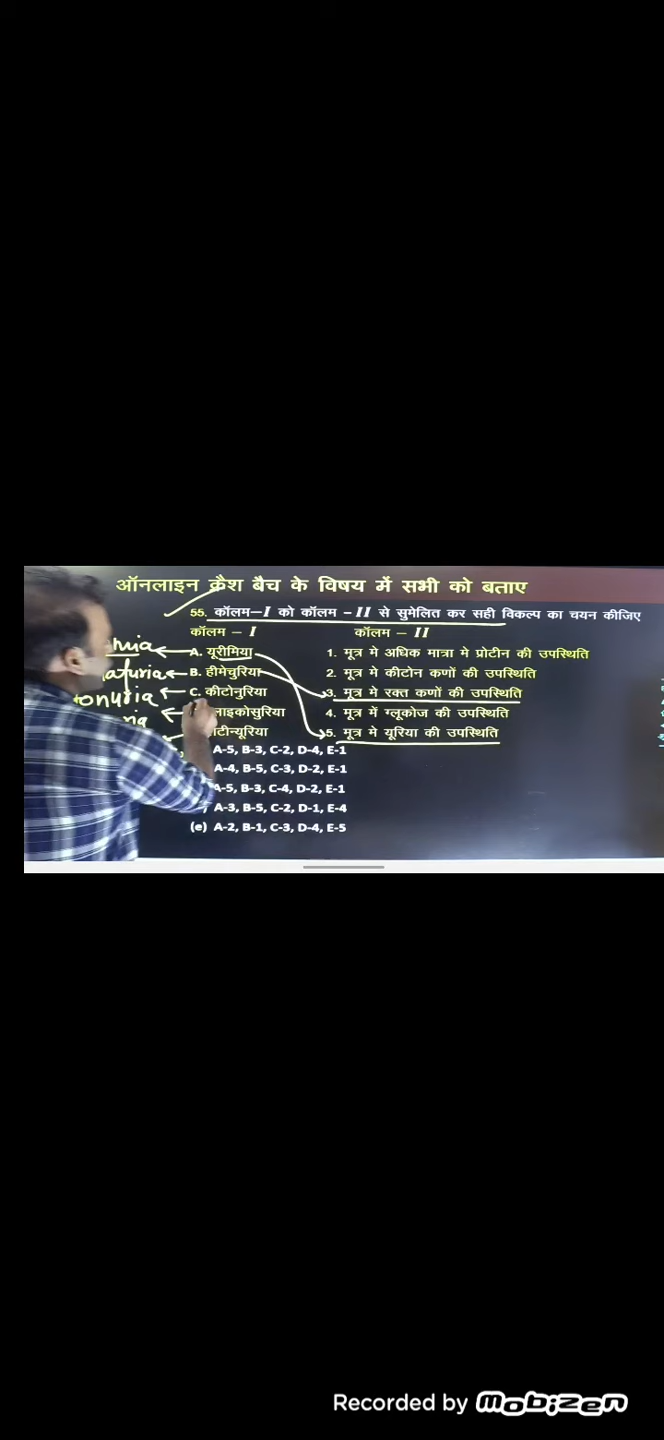 ऑनलाइन क्रैश बैच के विषय में सभी को बताए
55. कॉलम–I को कॉलम –II से सुमेलित कर सही विकल्प का चयन कीजिए
कॉलम – I कॉलम – II
A. यूरीमिया 1. मूत्र मे अधिक मात्रा मे प्रोटीन की उपस्थिति
B. हीमेचुरिया 2. मूत्र मे कीटोन कणों की उपस्थिति
C. कीटोनुरिया 3. मूत्र मे रक्त कणों की उपस्थिति
4. मूत्र में ग्लूकोज की उपस्थिति
5. मूत्र मे यूरिया की उपस्थिति
A-5, B-3, C-2, D-4, E-1
A-4, B-5, C-3, D-2, E-1
A-5, B-3, C-4, D-2, E-1
A-3, B-5, C-2, D-1, E-4
(e) A-2, B-1, C-3, D-4, E-5
Recorded by mobizen